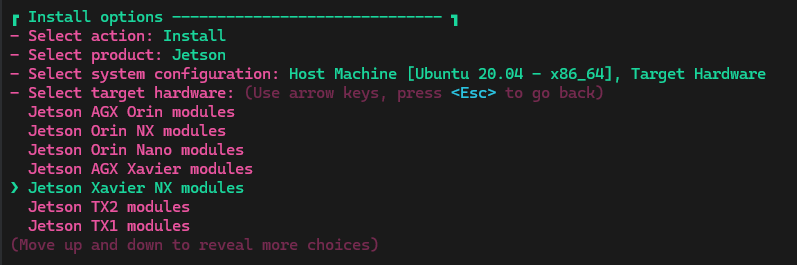 ┏ Install options ------------------------------ ┓
- Select action: Install
- Select product: Jetson
- Select system configuration: Host Machine [Ubuntu 20.04 - x86_64], Target Hardware
- Select target hardware: (Use arrow keys, press <Esc> to go back)
Jetson AGX Orin modules
Jetson Orin NX modules
Jetson Orin Nano modules
Jetson AGX Xavier modules
❯ Jetson Xavier NX modules
Jetson TX2 modules
Jetson TX1 modules
(Move up and down to reveal more choices)